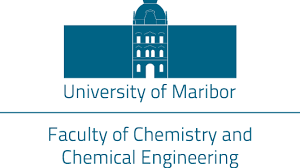 University of Maribor
Faculty of Chemistry and
Chemical Engineering